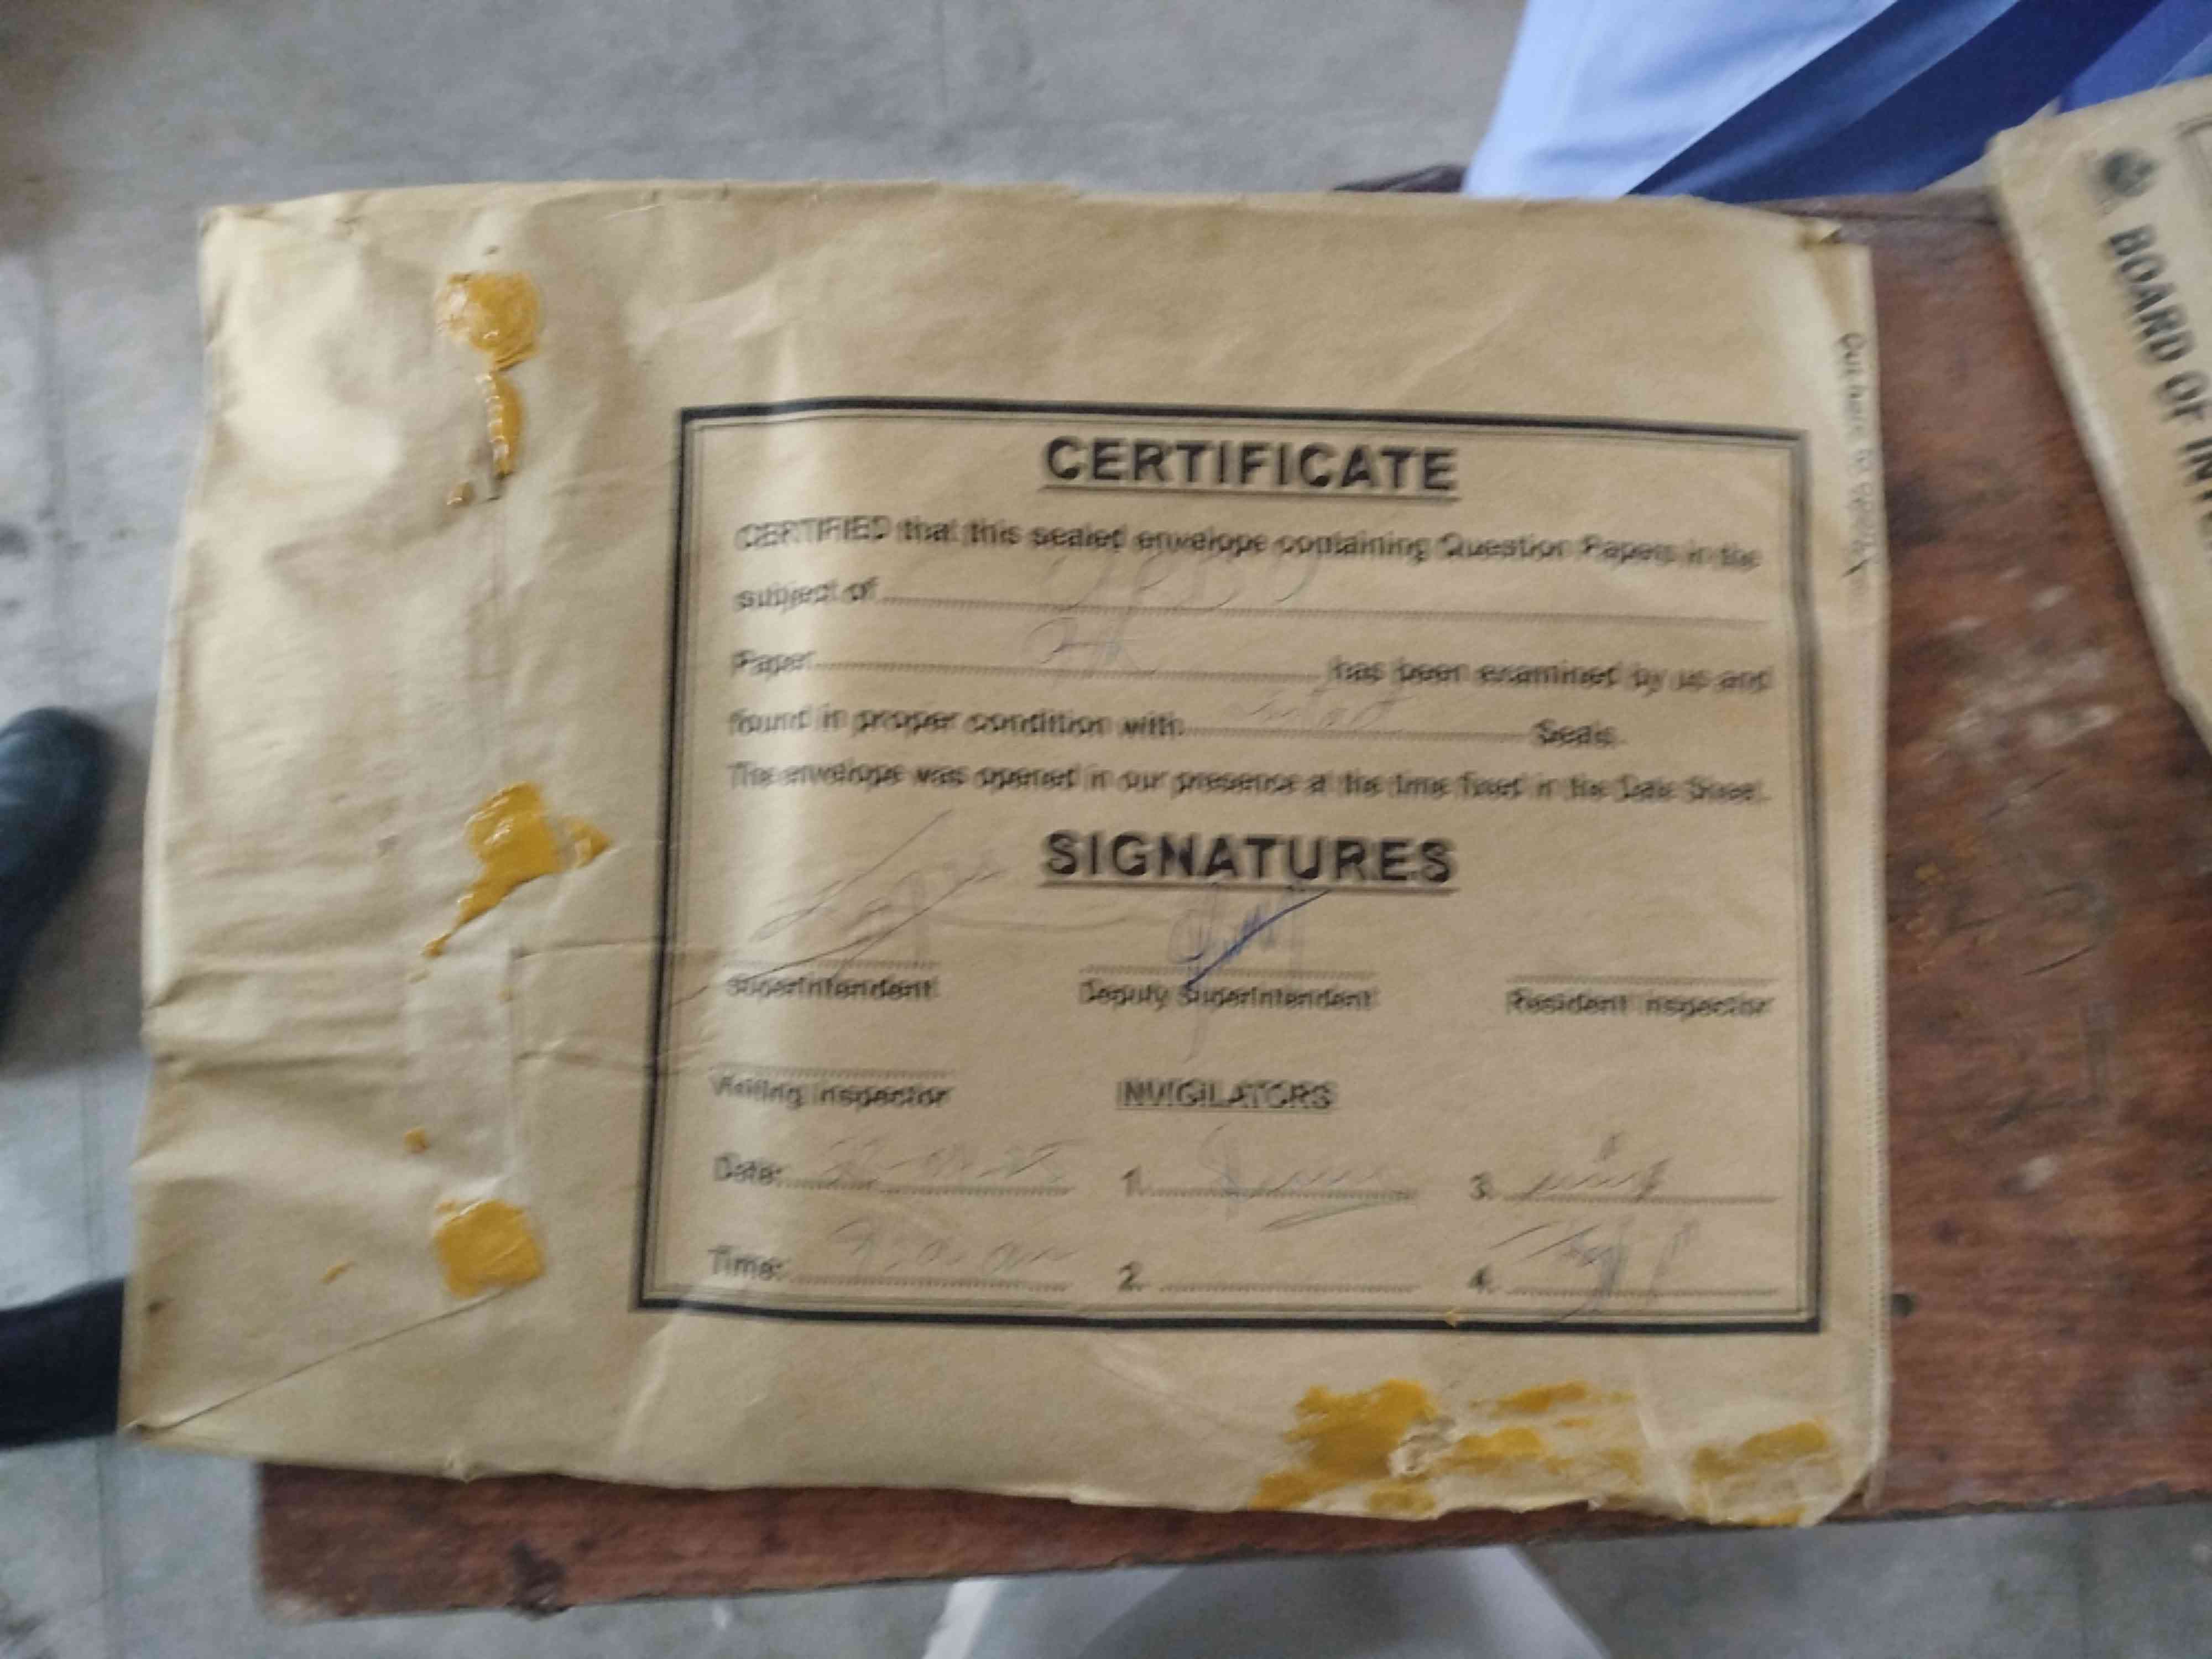 CERTIFICATE
CERTIFIED that this sealed envelope containing Question Papers in the
subject of
Paper has been examined by us and
found in proper condition with intact Seals.
The envelope was opened in our presence at the time fixed in the Date Sheet.
SIGNATURES
Superintendent Deputy Superintendent Resident Inspector
Visiting Inspector INVIGILATORS
Date: 1. 3.
Time: 2. 4.
BOARD OF